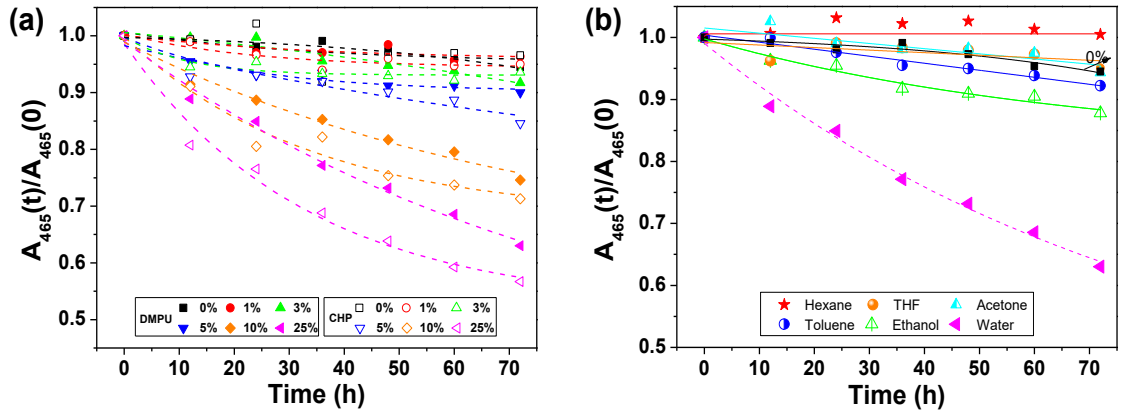 (a)
A465(t)/A465(0)
1.0
0.9
0.8
0.7
0.6
0.5
DMPU 0% 1% 3%
5% 10% 25%
CHP 0% 1% 3%
5% 10% 25%
0 10 20 30 40 50 60 70
Time (h)
(b)
A465(t)/A465(0)
1.0
0.9
0.8
0.7
0.6
0.5
0%
Hexane THF Acetone
Toluene Ethanol Water
0 10 20 30 40 50 60 70
Time (h)